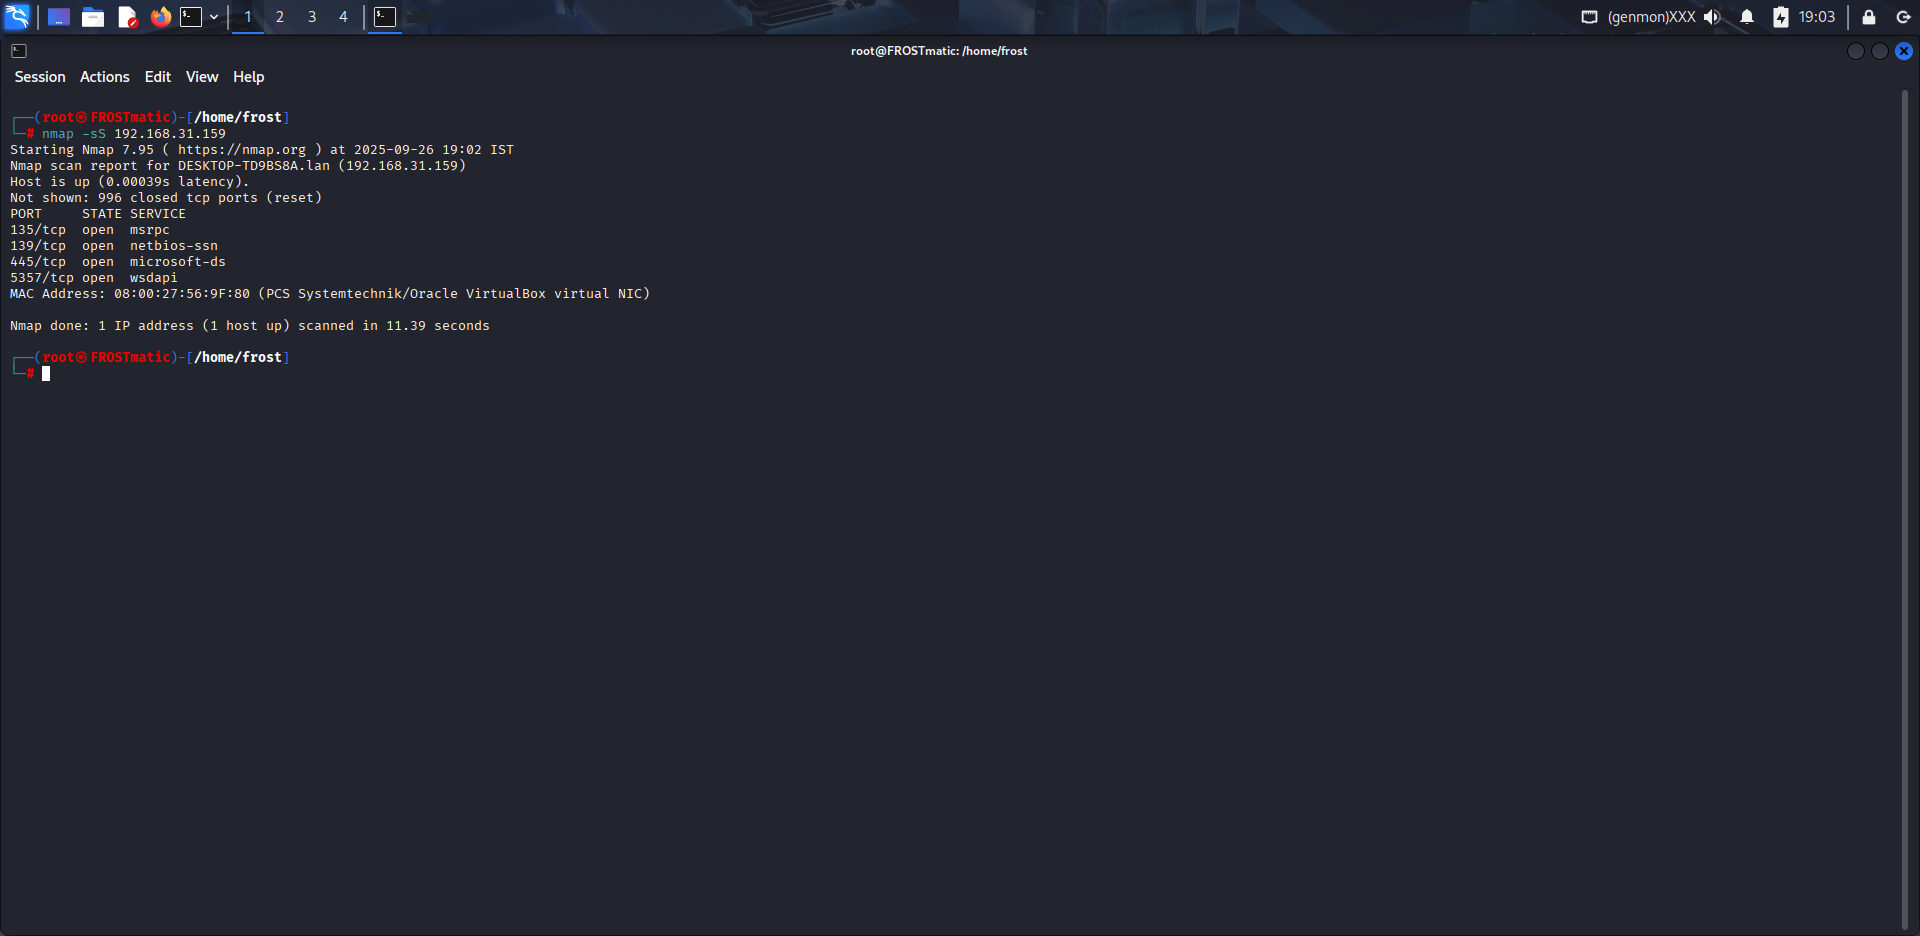 1 2 3 4 (genmon)XXX 19:03
root@FROSTmatic: /home/frost
Session Actions Edit View Help
┌──(root㉿FROSTmatic)-[/home/frost]
└─# nmap -sS 192.168.31.159
Starting Nmap 7.95 ( https://nmap.org ) at 2025-09-26 19:02 IST
Nmap scan report for DESKTOP-TD9BS8A.lan (192.168.31.159)
Host is up (0.00039s latency).
Not shown: 996 closed tcp ports (reset)
PORT     STATE SERVICE
135/tcp  open  msrpc
139/tcp  open  netbios-ssn
445/tcp  open  microsoft-ds
5357/tcp open  wsdapi
MAC Address: 08:00:27:56:9F:80 (PCS Systemtechnik/Oracle VirtualBox virtual NIC)
Nmap done: 1 IP address (1 host up) scanned in 11.39 seconds
┌──(root㉿FROSTmatic)-[/home/frost]
└─#